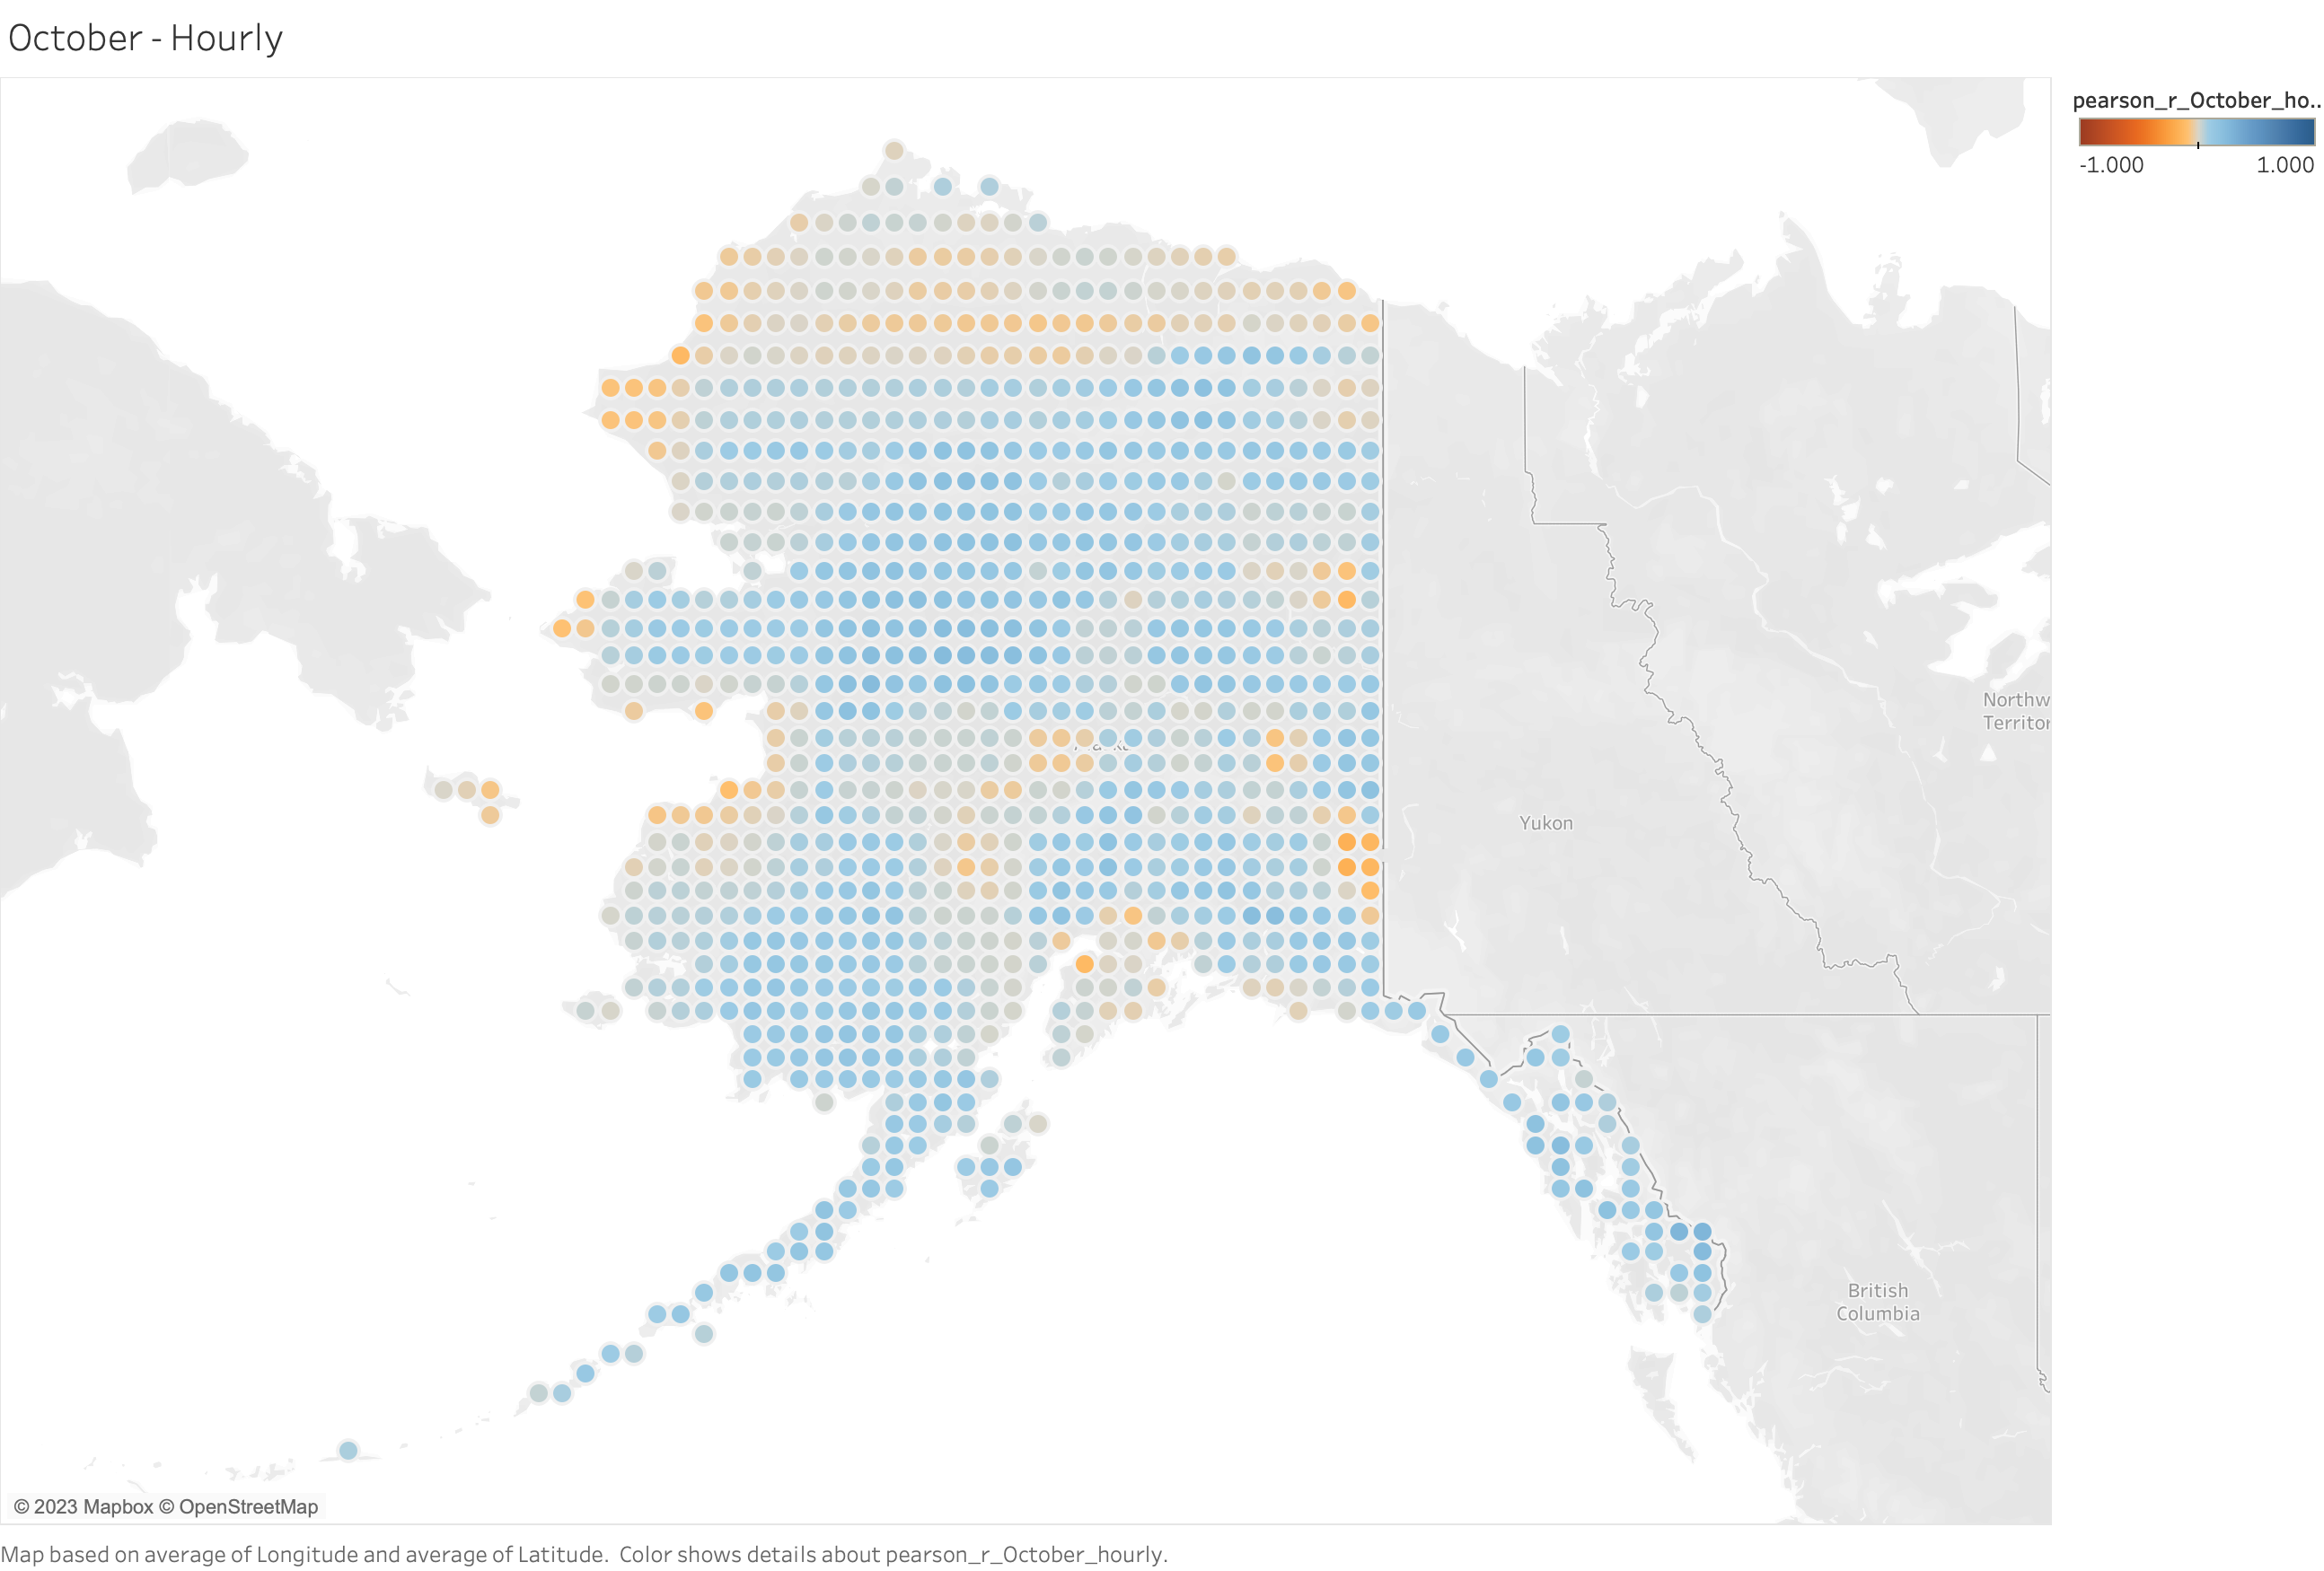 October - Hourly
pearson_r_October_ho..
-1.000
1.000
Northw
Territor
Yukon
British
Columbia
© 2023 Mapbox © OpenStreetMap
Map based on average of Longitude and average of Latitude. Color shows details about pearson_r_October_hourly.